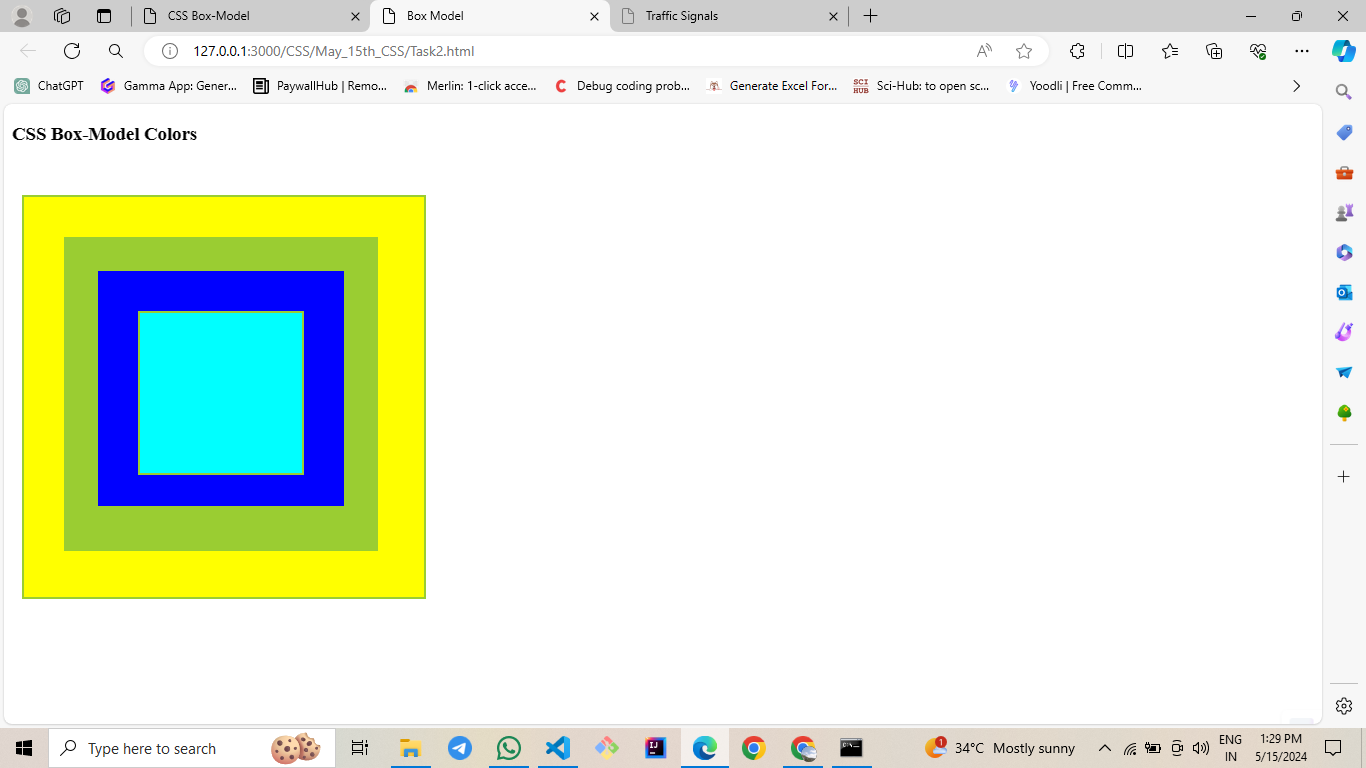 CSS Box-Model
Box Model
Traffic Signals
127.0.0.1:3000/CSS/May_15th_CSS/Task2.html
ChatGPT
Gamma App: Gener...
PaywallHub | Remo...
Merlin: 1-click acce...
Debug coding prob...
Generate Excel For...
SCI HUB
Sci-Hub: to open sc...
Yoodli | Free Comm...
CSS Box-Model Colors
Type here to search
1
34°C Mostly sunny
ENG
IN
1:29 PM
5/15/2024